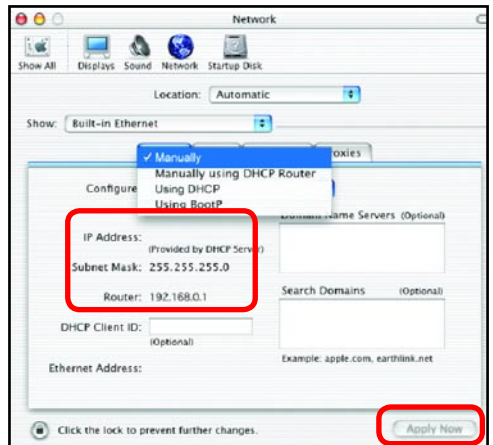 Network
Show All Displays Sound Network Startup Disk
Location: Automatic
Show: Built-in Ethernet
✓ Manually
Manually using DHCP Router
Using DHCP
Using BootP
Configure
IP Address:
(Provided by DHCP Server)
Subnet Mask: 255.255.255.0
Router: 192.168.0.1
DHCP Client ID:
(Optional)
Ethernet Address:
Domain Name Servers (Optional)
Search Domains (Optional)
Example: apple.com, earthlink.net
Click the lock to prevent further changes.
Apply Now